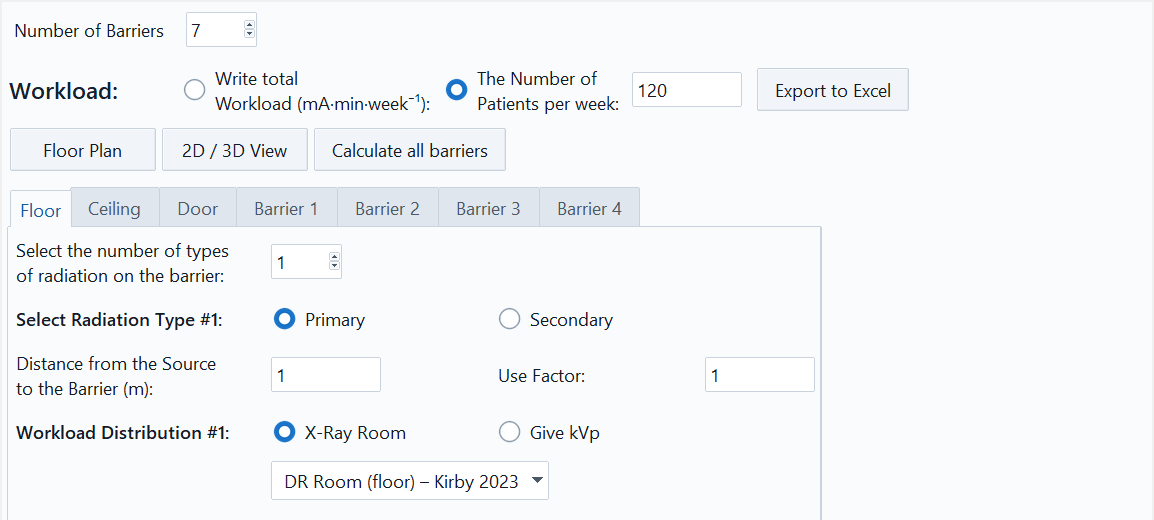 Number of Barriers 7
Workload: Write total Workload (mA·min·week⁻¹): The Number of Patients per week: 120 Export to Excel
Floor Plan 2D / 3D View Calculate all barriers
Floor Ceiling Door Barrier 1 Barrier 2 Barrier 3 Barrier 4
Select the number of types
of radiation on the barrier: 1
Select Radiation Type #1: Primary Secondary
Distance from the Source
to the Barrier (m): 1 Use Factor: 1
Workload Distribution #1: X-Ray Room Give kVp
DR Room (floor) – Kirby 2023